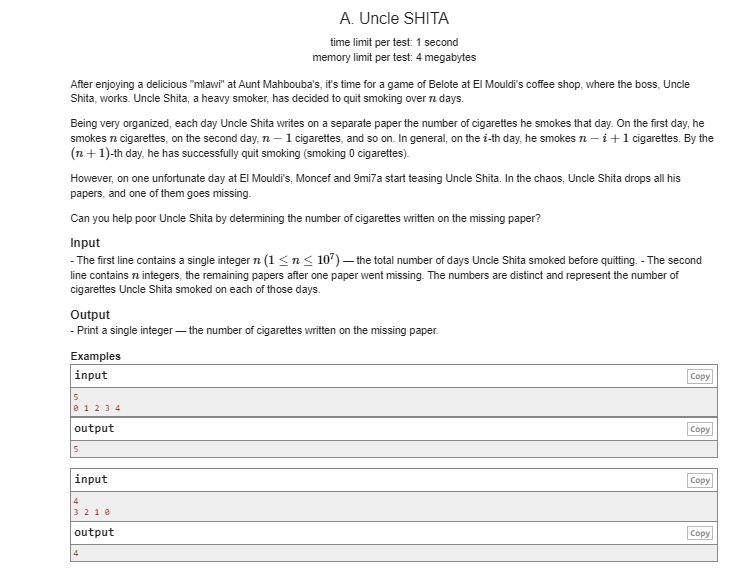 A. Uncle SHITA
time limit per test: 1 second
memory limit per test: 4 megabytes
After enjoying a delicious "mlawi" at Aunt Mahbouba's, it's time for a game of Belote at El Mouldi's coffee shop, where the boss, Uncle
Shita, works. Uncle Shita, a heavy smoker, has decided to quit smoking over n days.
Being very organized, each day Uncle Shita writes on a separate paper the number of cigarettes he smokes that day. On the first day, he
smokes n cigarettes, on the second day, n − 1 cigarettes, and so on. In general, on the i-th day, he smokes n − i + 1 cigarettes. By the
(n + 1)-th day, he has successfully quit smoking (smoking 0 cigarettes).
However, on one unfortunate day at El Mouldi's, Moncef and 9mi7a start teasing Uncle Shita. In the chaos, Uncle Shita drops all his
papers, and one of them goes missing.
Can you help poor Uncle Shita by determining the number of cigarettes written on the missing paper?
Input
- The first line contains a single integer n (1 ≤ n ≤ 10⁷) — the total number of days Uncle Shita smoked before quitting. - The second
line contains n integers, the remaining papers after one paper went missing. The numbers are distinct and represent the number of
cigarettes Uncle Shita smoked on each of those days.
Output
- Print a single integer — the number of cigarettes written on the missing paper.
Examples
input Copy
5
0 1 2 3 4
output Copy
5
input Copy
4
3 2 1 0
output Copy
4